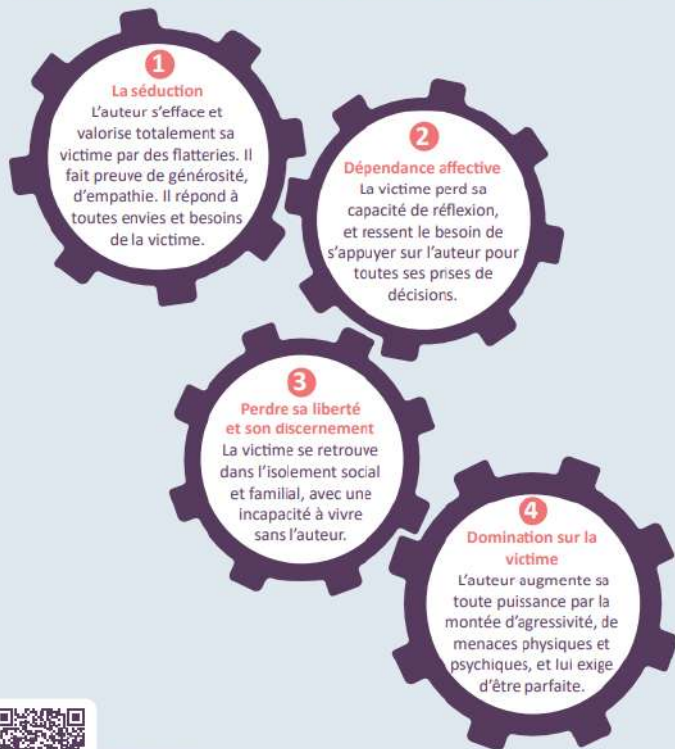 1
La séduction
L'auteur s'efface et
valorise totalement sa
victime par des flatteries. Il
fait preuve de générosité,
d'empathie. Il répond à
toutes envies et besoins
de la victime.
2
Dépendance affective
La victime perd sa
capacité de réflexion,
et ressent le besoin de
s'appuyer sur l'auteur pour
toutes ses prises de
décisions.
3
Perdre sa liberté
et son discernement
La victime se retrouve
dans l'isolement social
et familial, avec une
incapacité à vivre
sans l'auteur.
4
Domination sur la
victime
L'auteur augmente sa
toute puissance par la
montée d'agressivité, de
menaces physiques et
psychiques, et lui exige
d'être parfaite.